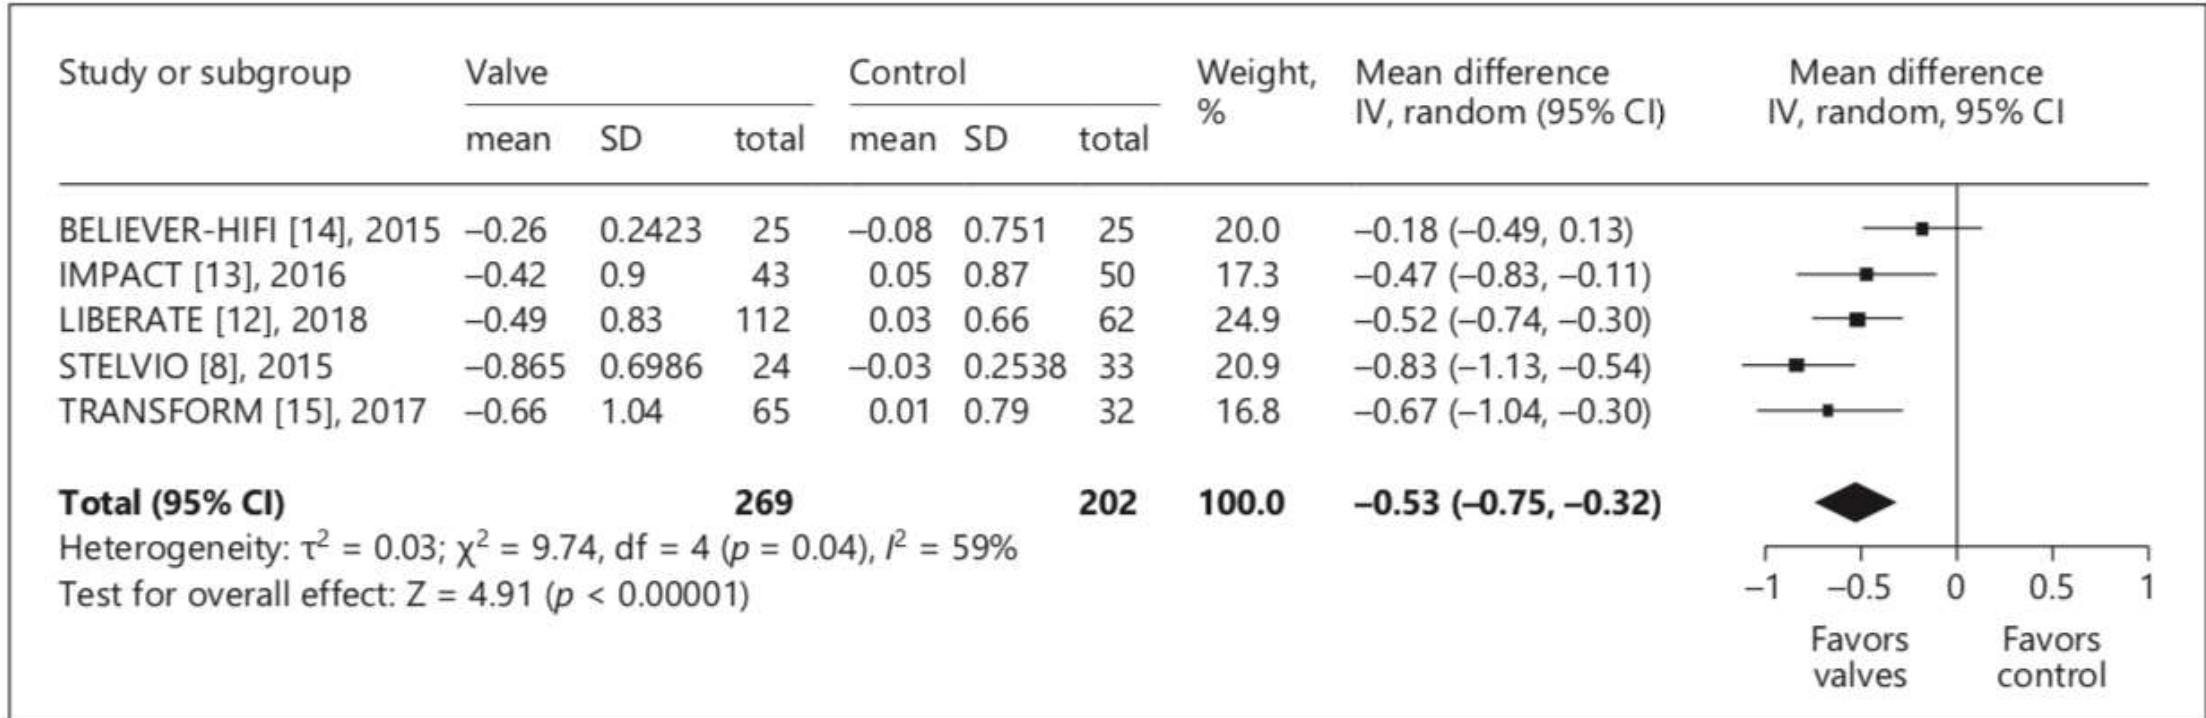 Study or subgroup Valve Control Weight, % Mean difference IV, random (95% CI) Mean difference IV, random, 95% CI
mean SD total mean SD total
BELIEVER-HIFI [14], 2015 –0.26 0.2423 25 –0.08 0.751 25 20.0 –0.18 (–0.49, 0.13)
IMPACT [13], 2016 –0.42 0.9 43 0.05 0.87 50 17.3 –0.47 (–0.83, –0.11)
LIBERATE [12], 2018 –0.49 0.83 112 0.03 0.66 62 24.9 –0.52 (–0.74, –0.30)
STELVIO [8], 2015 –0.865 0.6986 24 –0.03 0.2538 33 20.9 –0.83 (–1.13, –0.54)
TRANSFORM [15], 2017 –0.66 1.04 65 0.01 0.79 32 16.8 –0.67 (–1.04, –0.30)
Total (95% CI) 269 202 100.0 –0.53 (–0.75, –0.32)
Heterogeneity: τ² = 0.03; χ² = 9.74, df = 4 (p = 0.04), I² = 59%
Test for overall effect: Z = 4.91 (p < 0.00001)
–1 –0.5 0 0.5 1
Favors valves Favors control